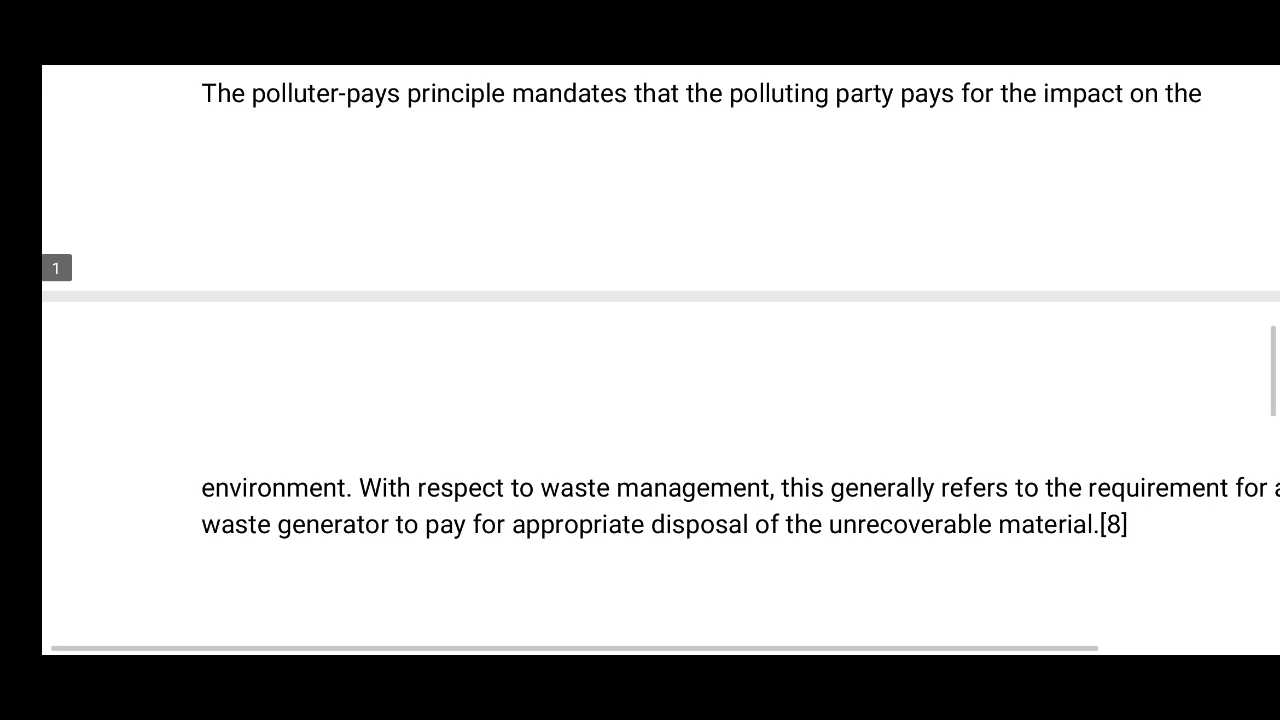 The polluter-pays principle mandates that the polluting party pays for the impact on the
1
environment. With respect to waste management, this generally refers to the requirement for a
waste generator to pay for appropriate disposal of the unrecoverable material.[8]